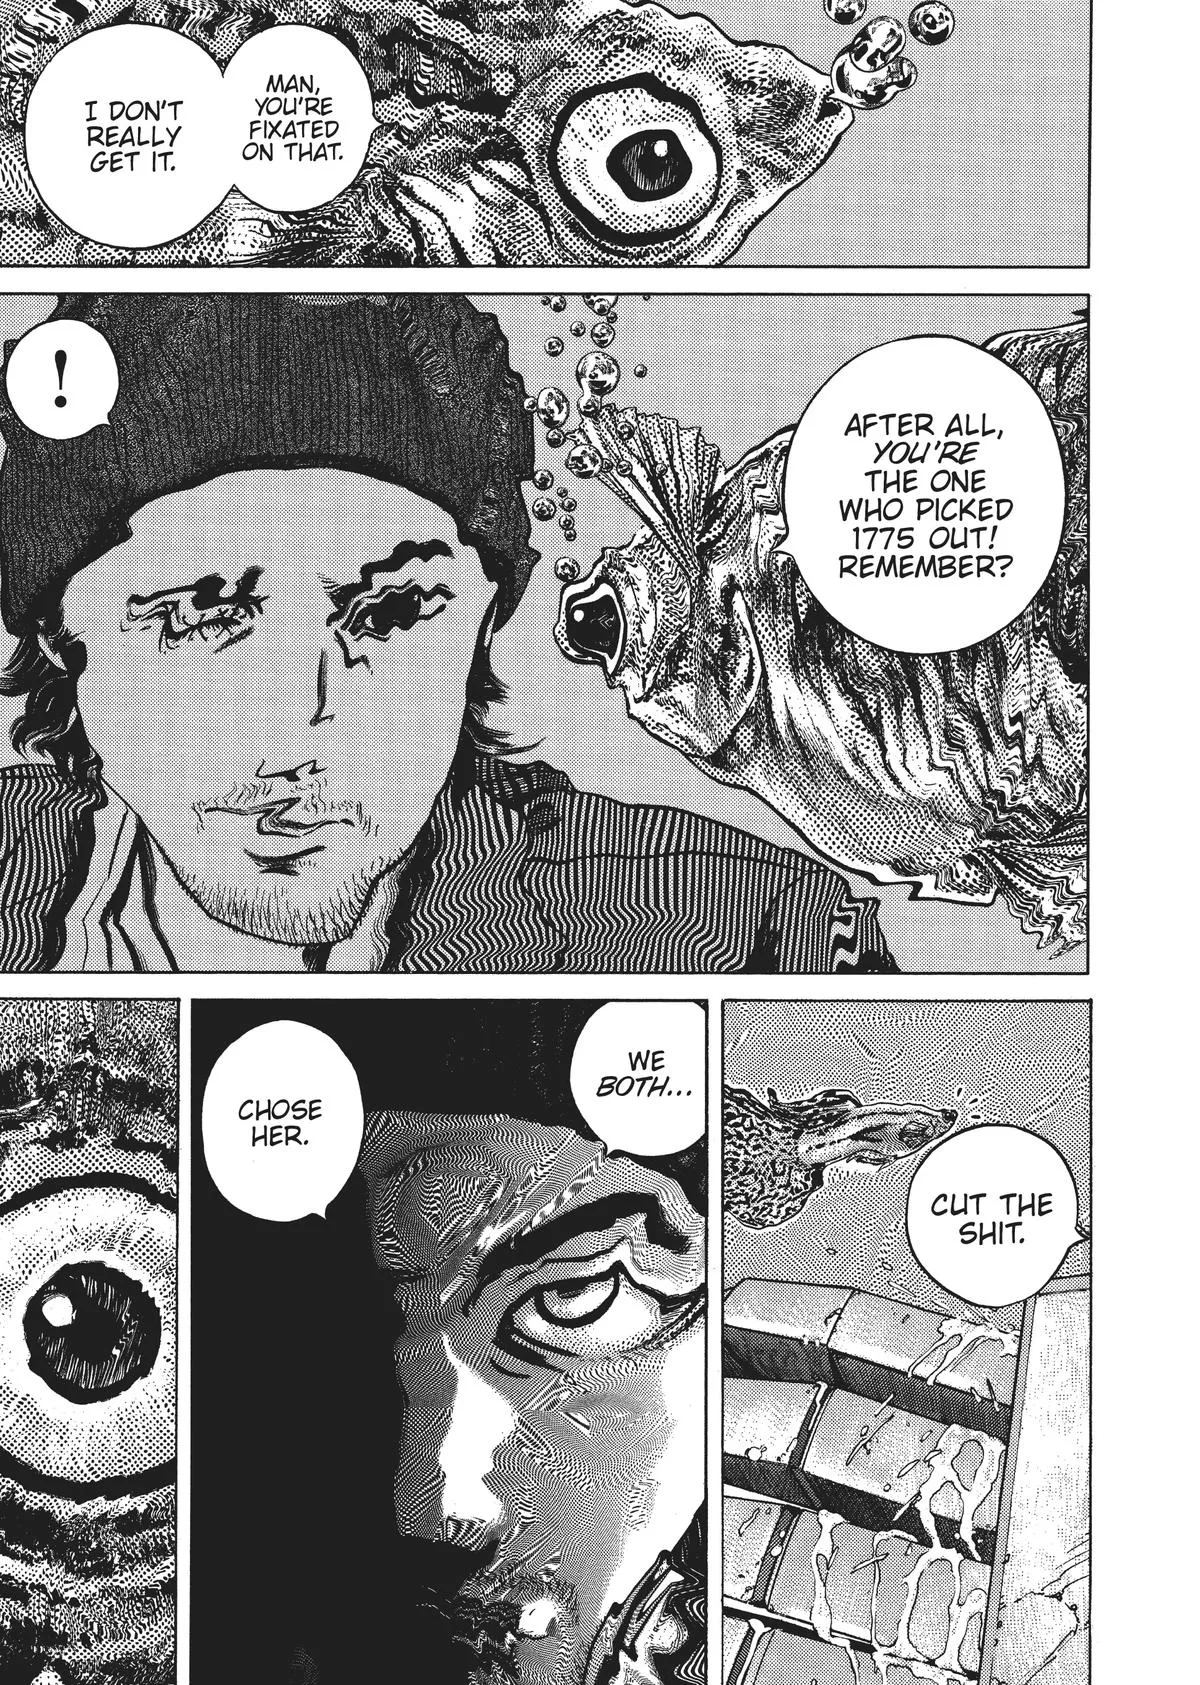 MAN,
YOU'RE
FIXATED
ON THAT.
I DON'T
REALLY
GET IT.
AFTER ALL,
YOU'RE
THE ONE
WHO PICKED
1775 OUT!
REMEMBER?
!
CUT THE
SHIT.
WE
BOTH...
CHOSE
HER.